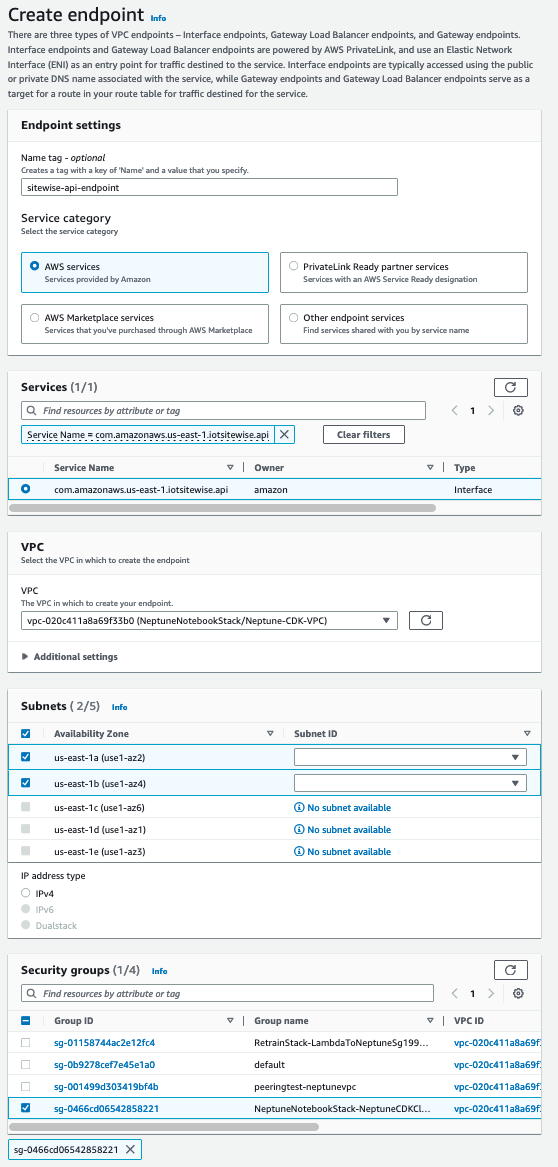 Create endpoint Info
There are three types of VPC endpoints – Interface endpoints, Gateway Load Balancer endpoints, and Gateway endpoints.
Interface endpoints and Gateway Load Balancer endpoints are powered by AWS PrivateLink, and use an Elastic Network
Interface (ENI) as an entry point for traffic destined to the service. Interface endpoints are typically accessed using the public
or private DNS name associated with the service, while Gateway endpoints and Gateway Load Balancer endpoints serve as a
target for a route in your route table for traffic destined for the service.
Endpoint settings
Name tag - optional
Creates a tag with a key of 'Name' and a value that you specify.
sitewise-api-endpoint
Service category
Select the service category
AWS services
Services provided by Amazon
PrivateLink Ready partner services
Services with an AWS Service Ready designation
AWS Marketplace services
Services that you've purchased through AWS Marketplace
Other endpoint services
Find services shared with you by service name
Services (1/1)
Find resources by attribute or tag
1
Service Name = com.amazonaws.us-east-1.iotsitewise.api
Clear filters
Service Name Owner Type
com.amazonaws.us-east-1.iotsitewise.api amazon Interface
VPC
Select the VPC in which to create the endpoint
VPC
The VPC in which to create your endpoint.
vpc-020c411a8a69f33b0 (NeptuneNotebookStack/Neptune-CDK-VPC)
Additional settings
Subnets ( 2/5) Info
Availability Zone Subnet ID
us-east-1a (use1-az2)
us-east-1b (use1-az4)
us-east-1c (use1-az6) No subnet available
us-east-1d (use1-az1) No subnet available
us-east-1e (use1-az3) No subnet available
IP address type
IPv4
IPv6
Dualstack
Security groups (1/4) Info
Find resources by attribute or tag
1
Group ID Group name VPC ID
sg-01158744ac2e12fc4 RetrainStack-LambdaToNeptuneSg199... vpc-020c411a8a69f
sg-0b9278cef7e45e1a0 default vpc-020c411a8a69f
sg-001499d303419bf4b peeringtest-neptunevpc vpc-020c411a8a69f
sg-0466cd06542858221 NeptuneNotebookStack-NeptuneCDKCl... vpc-020c411a8a69f
sg-0466cd06542858221